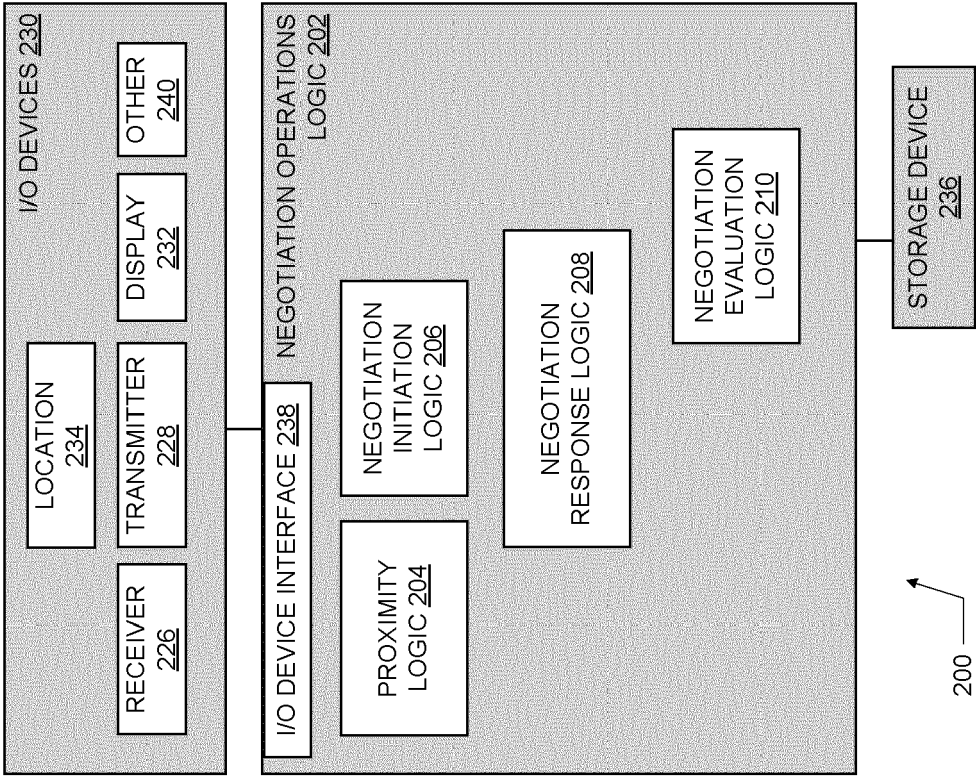 I/O DEVICES 230
LOCATION
234
RECEIVER
226
TRANSMITTER
228
DISPLAY
232
OTHER
240
I/O DEVICE INTERFACE 238
NEGOTIATION OPERATIONS
LOGIC 202
PROXIMITY
LOGIC 204
NEGOTIATION
INITIATION
LOGIC 206
NEGOTIATION
RESPONSE LOGIC 208
NEGOTIATION
EVALUATION
LOGIC 210
STORAGE DEVICE
236
200